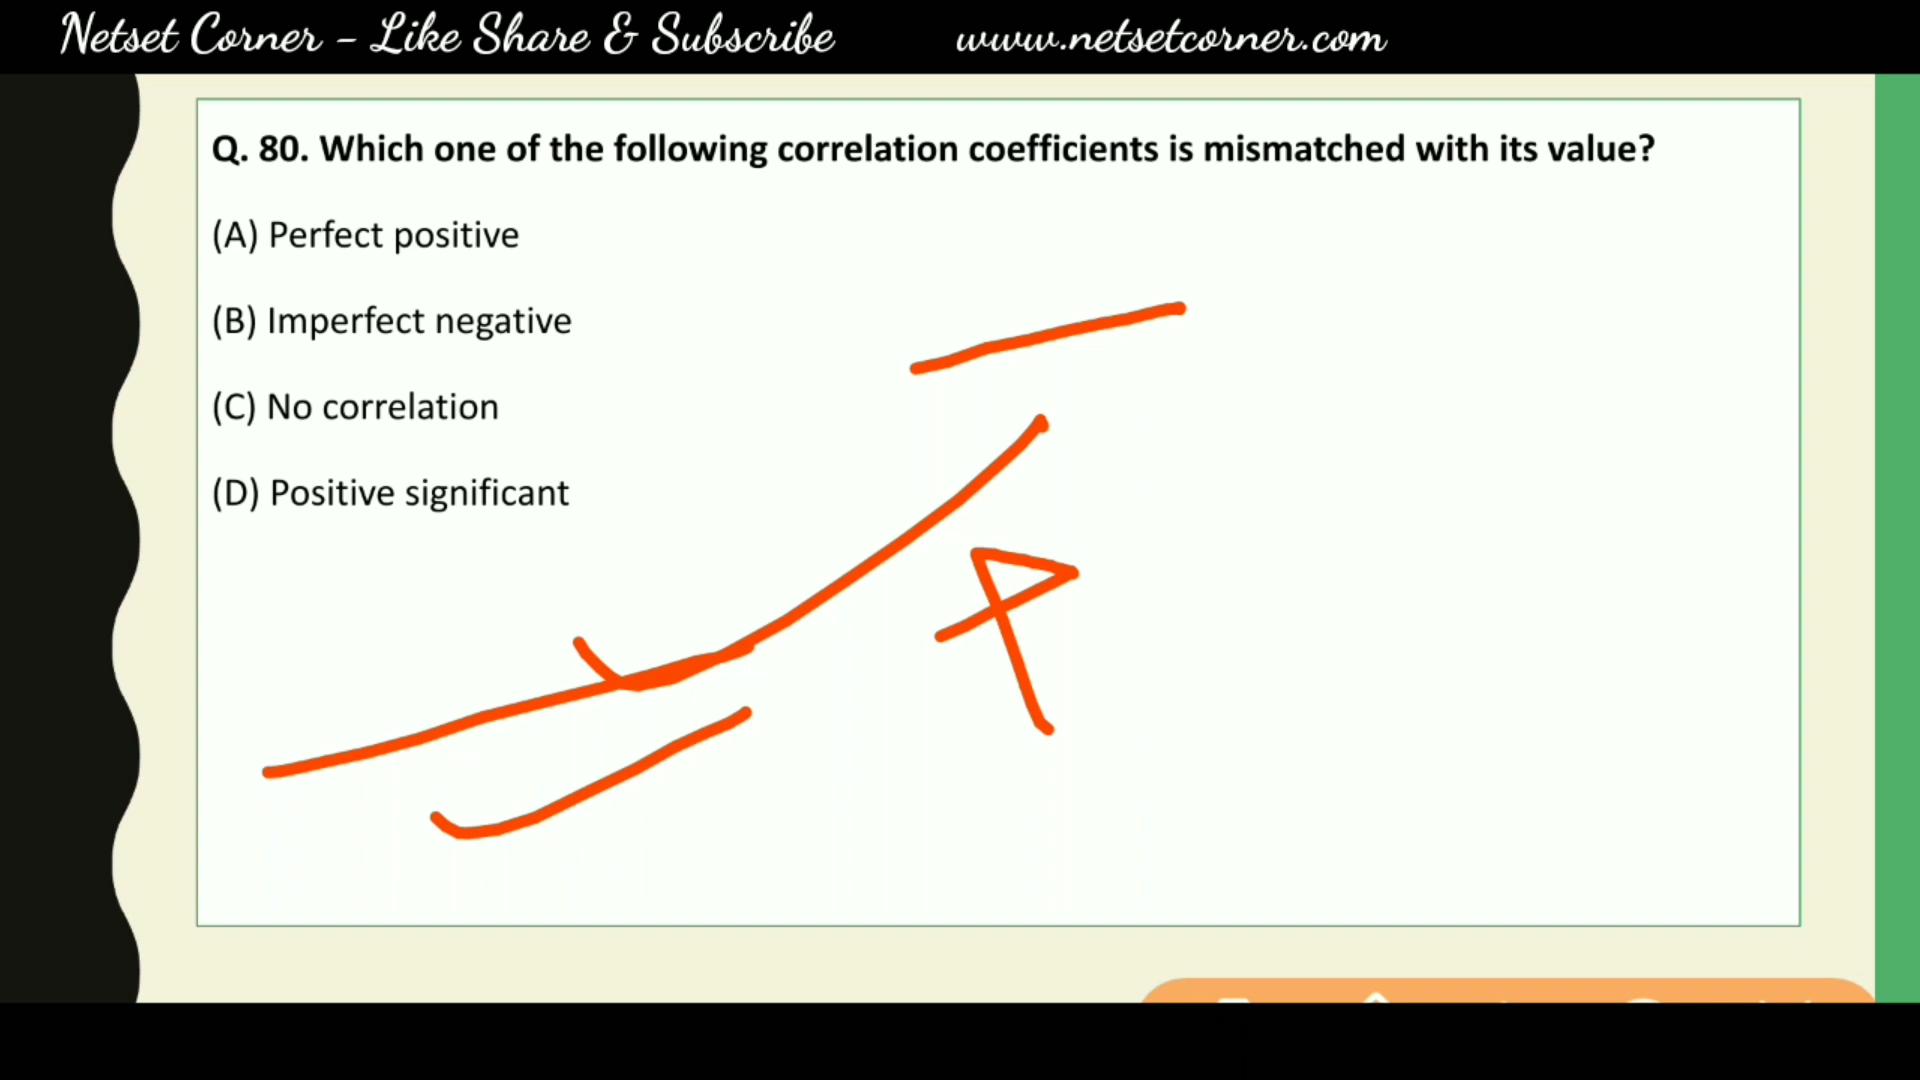 Netset Corner - Like Share & Subscribe www.netsetcorner.com
Q. 80. Which one of the following correlation coefficients is mismatched with its value?
(A) Perfect positive
(B) Imperfect negative
(C) No correlation
(D) Positive significant